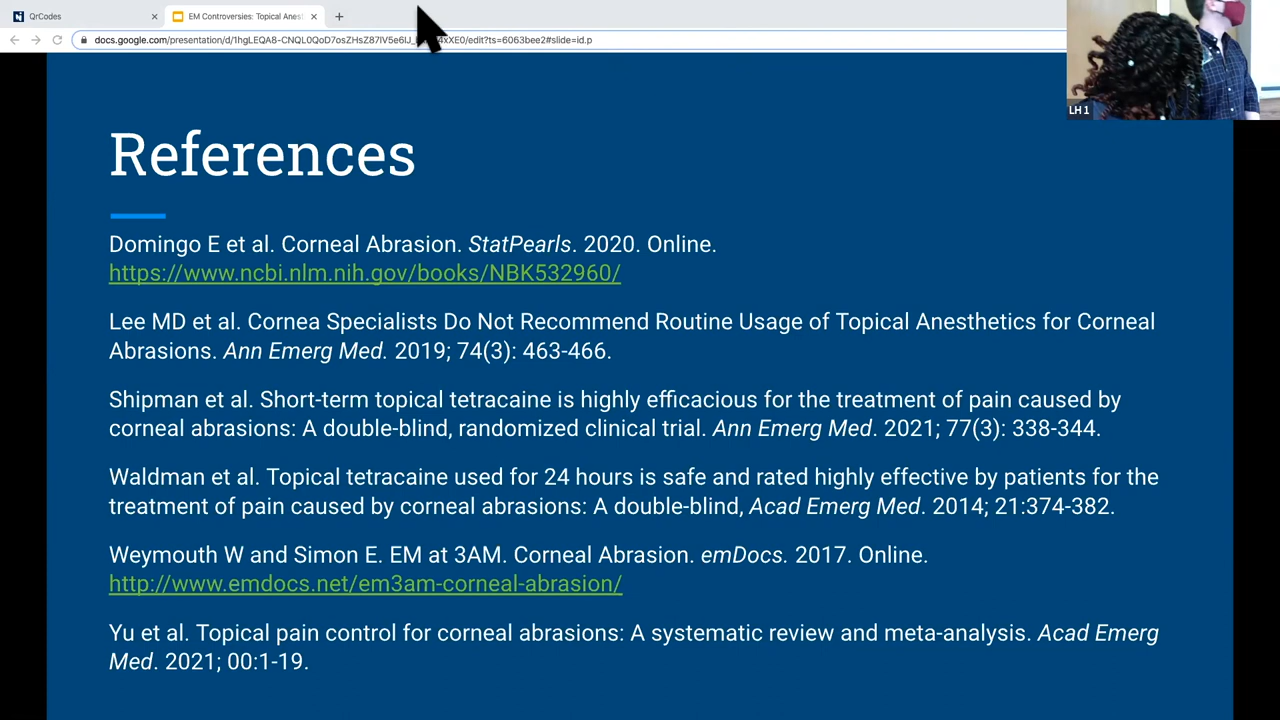 QrCodes
EM Controversies: Topical Anest
docs.google.com/presentation/d/1hgLEQA8-CNQL0QoD7osZHsZ87lV5e6IJ_ 4xXE0/edit?ts=6063bee2#slide=id.p
LH 1
References
Domingo E et al. Corneal Abrasion. StatPearls. 2020. Online.
https://www.ncbi.nlm.nih.gov/books/NBK532960/
Lee MD et al. Cornea Specialists Do Not Recommend Routine Usage of Topical Anesthetics for Corneal
Abrasions. Ann Emerg Med. 2019; 74(3): 463-466.
Shipman et al. Short-term topical tetracaine is highly efficacious for the treatment of pain caused by
corneal abrasions: A double-blind, randomized clinical trial. Ann Emerg Med. 2021; 77(3): 338-344.
Waldman et al. Topical tetracaine used for 24 hours is safe and rated highly effective by patients for the
treatment of pain caused by corneal abrasions: A double-blind, Acad Emerg Med. 2014; 21:374-382.
Weymouth W and Simon E. EM at 3AM. Corneal Abrasion. emDocs. 2017. Online.
http://www.emdocs.net/em3am-corneal-abrasion/
Yu et al. Topical pain control for corneal abrasions: A systematic review and meta-analysis. Acad Emerg
Med. 2021; 00:1-19.